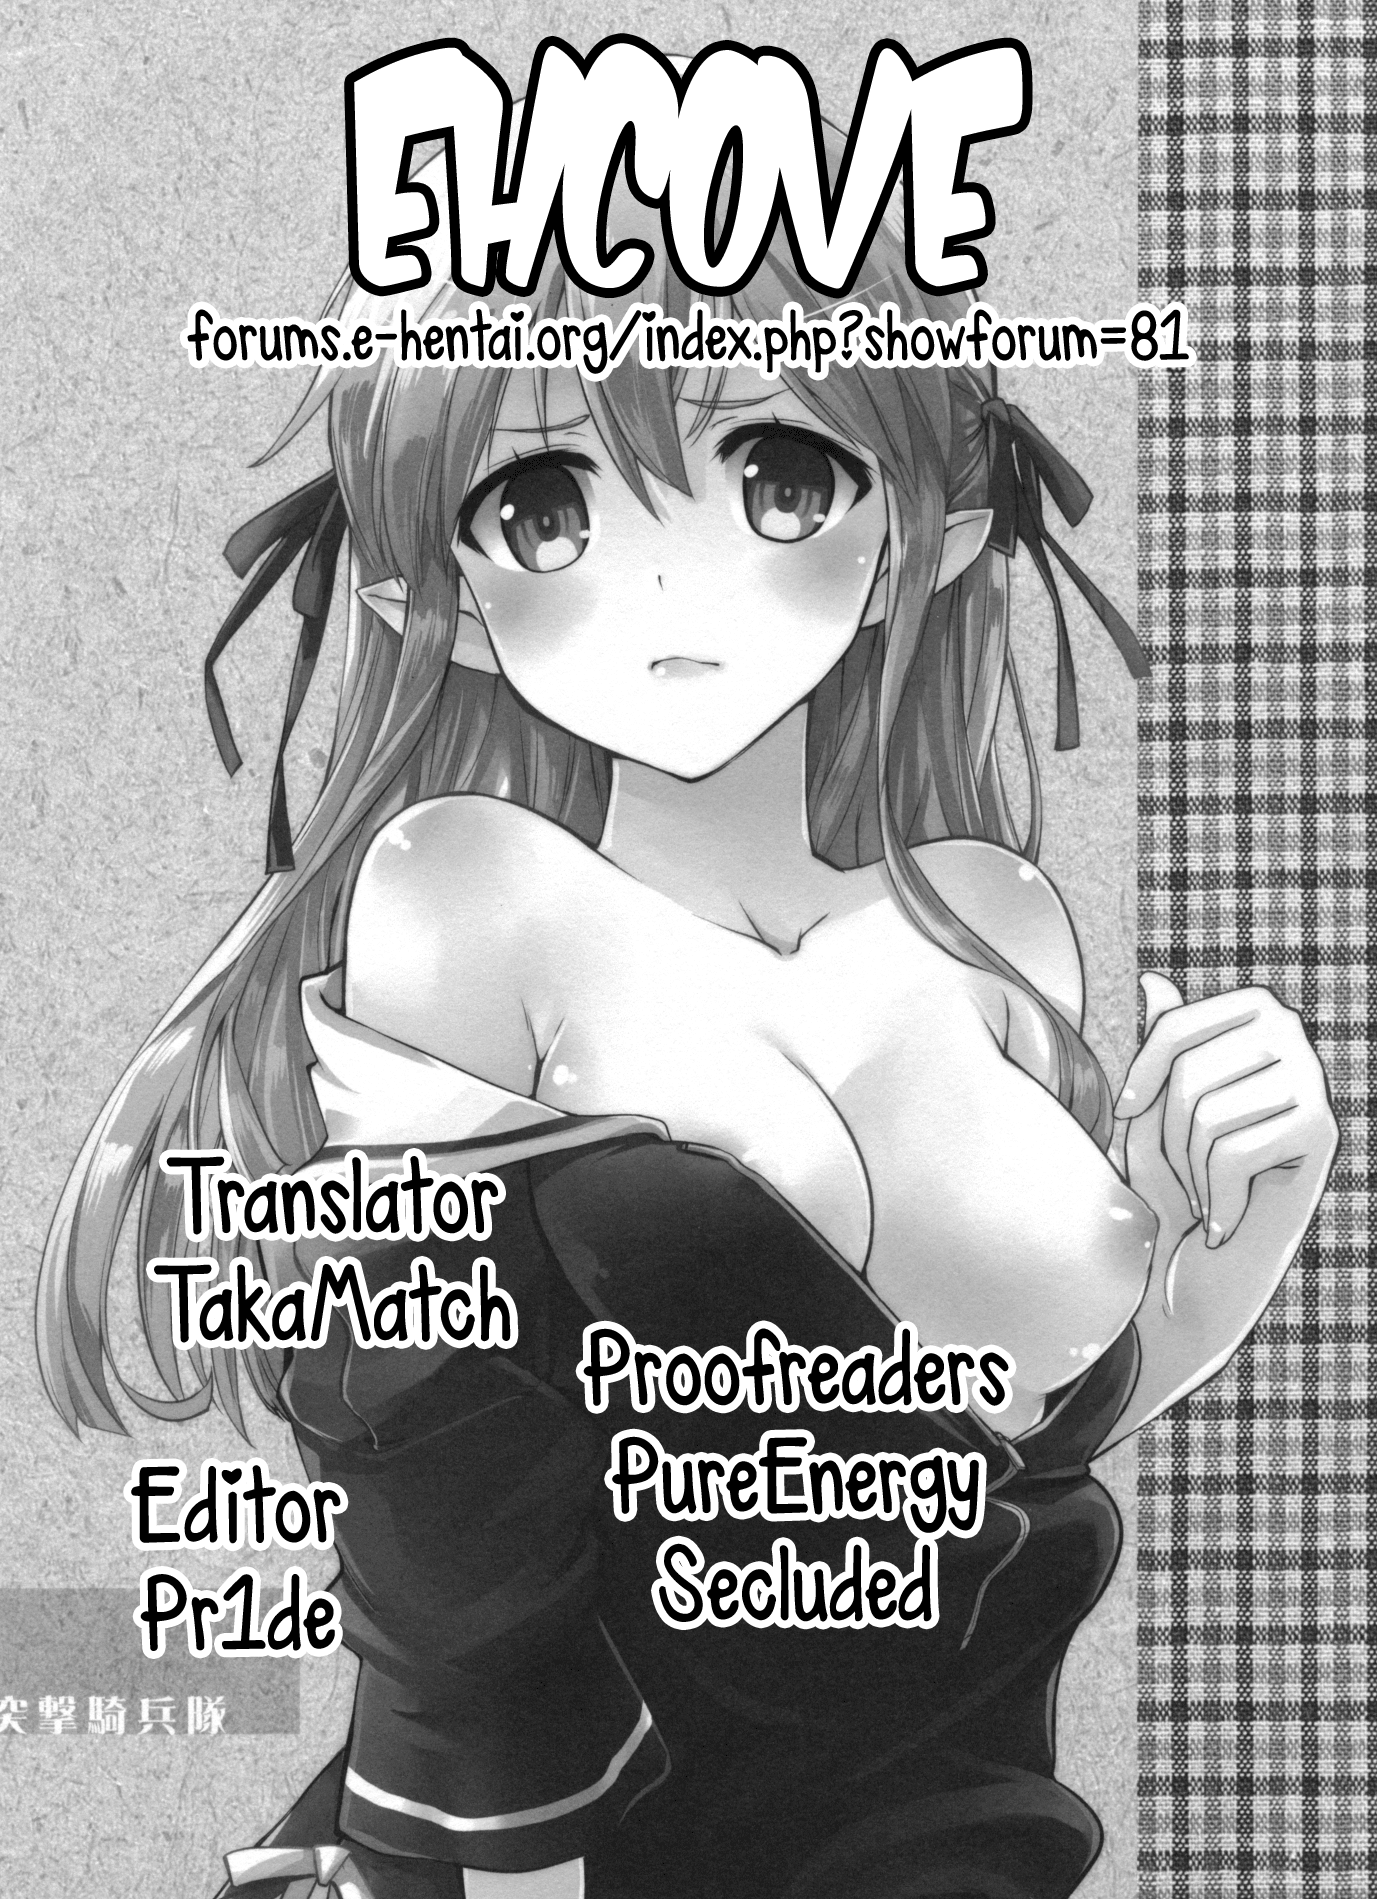 EHCOVE
forums.e-hentai.org/index.php?showforum=81
Translator
TakaMatch
Proofreaders
PureEnergy
Secluded
Editor
Pr1de
突撃騎兵隊